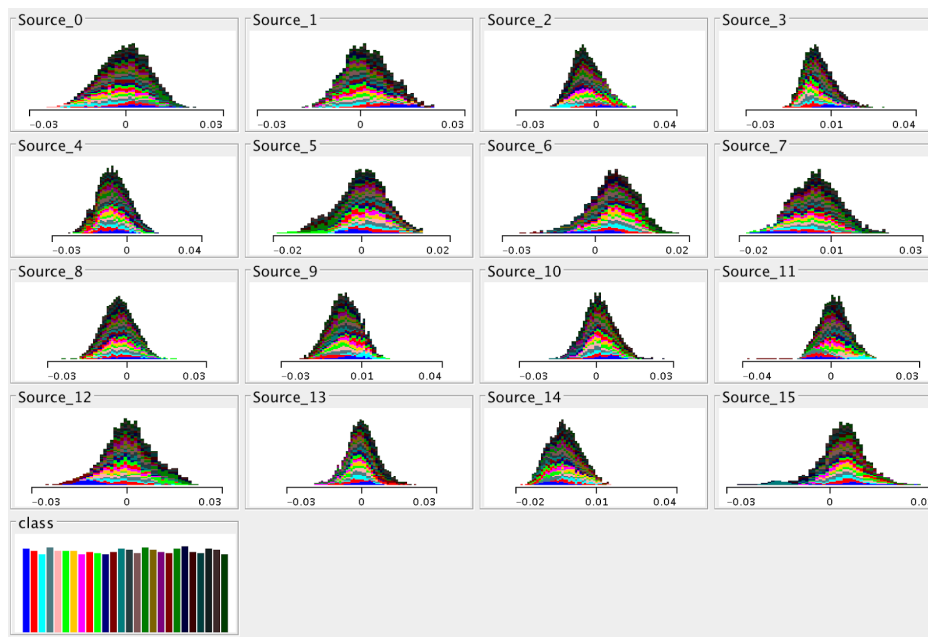 Source_0 Source_1 Source_2 Source_3
-0.03 0 0.03 -0.03 0 0.03 -0.03 0 0.04 -0.03 0.01 0.04
Source_4 Source_5 Source_6 Source_7
-0.03 0 0.04 -0.02 0 0.02 -0.03 0 0.02 -0.02 0.01 0.03
Source_8 Source_9 Source_10 Source_11
-0.03 0 0.03 -0.03 0.01 0.04 -0.03 0 0.03 -0.04 0 0.03
Source_12 Source_13 Source_14 Source_15
-0.03 0 0.03 -0.03 0 0.03 -0.02 0.01 0.04 -0.03 0
class